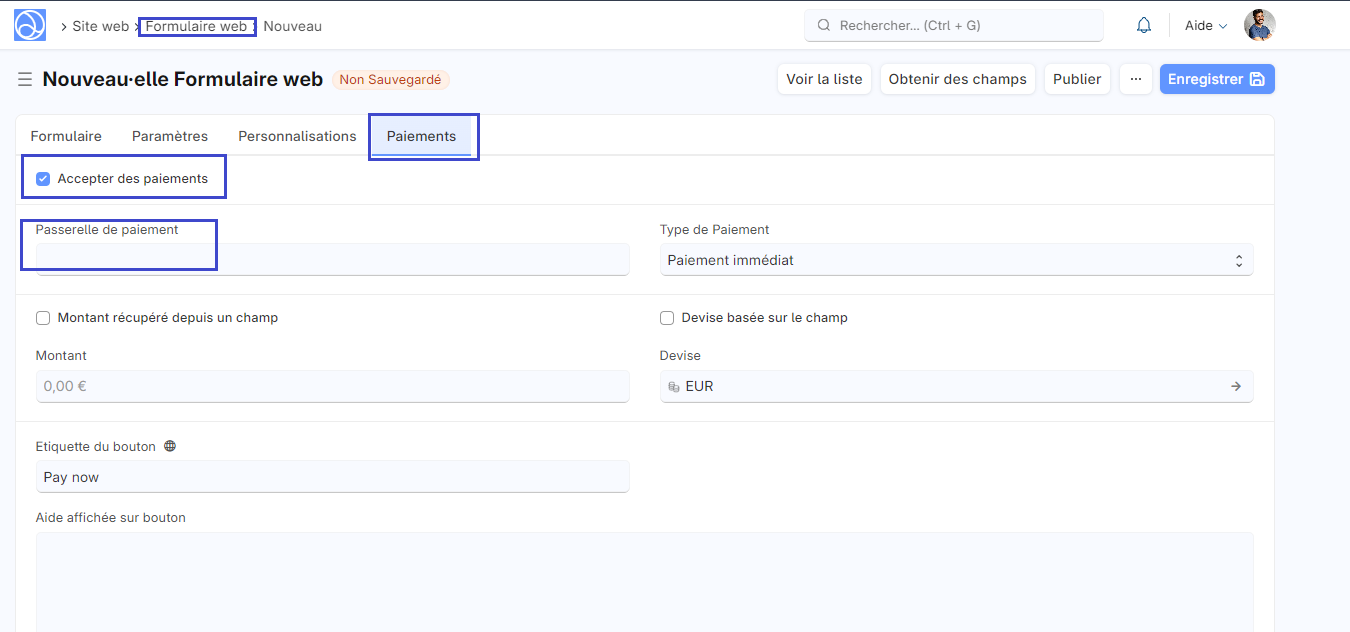 Site web Formulaire web Nouveau
Rechercher... (Ctrl + G)
Aide
Nouveau·elle Formulaire web Non Sauvegardé
Voir la liste Obtenir des champs Publier ··· Enregistrer
Formulaire Paramètres Personnalisations Paiements
Accepter des paiements
Passerelle de paiement
Type de Paiement
Paiement immédiat
Montant récupéré depuis un champ
Devise basée sur le champ
Montant
0,00 €
Devise
EUR
Etiquette du bouton
Pay now
Aide affichée sur bouton